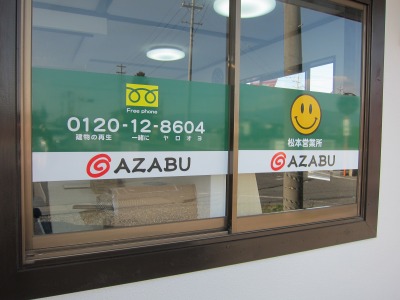 Free phone
0120-12-8604
建物の再生 一緒に ヤロオヨ
AZABU
松本営業所
AZABU